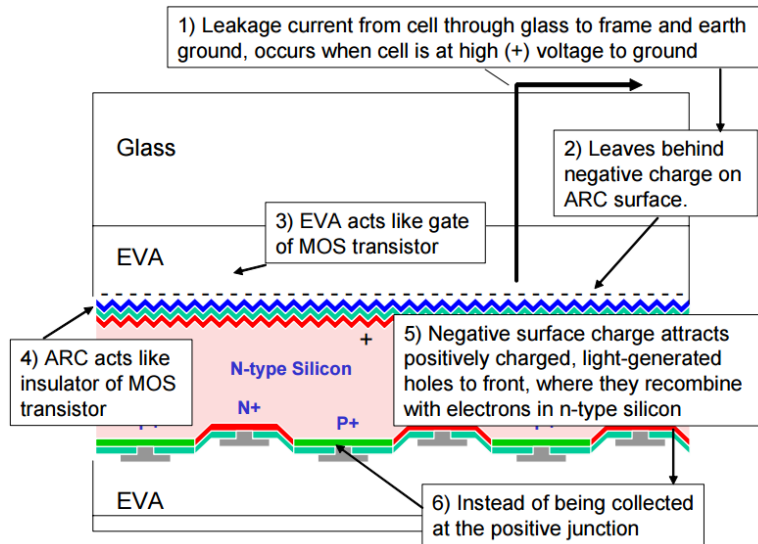 1) Leakage current from cell through glass to frame and earth
ground, occurs when cell is at high (+) voltage to ground
Glass
2) Leaves behind
negative charge on
ARC surface.
3) EVA acts like gate
of MOS transistor
EVA
+
4) ARC acts like
insulator of MOS
transistor
N-type Silicon
5) Negative surface charge attracts
positively charged, light-generated
holes to front, where they recombine
with electrons in n-type silicon
N+
P+
EVA
6) Instead of being collected
at the positive junction